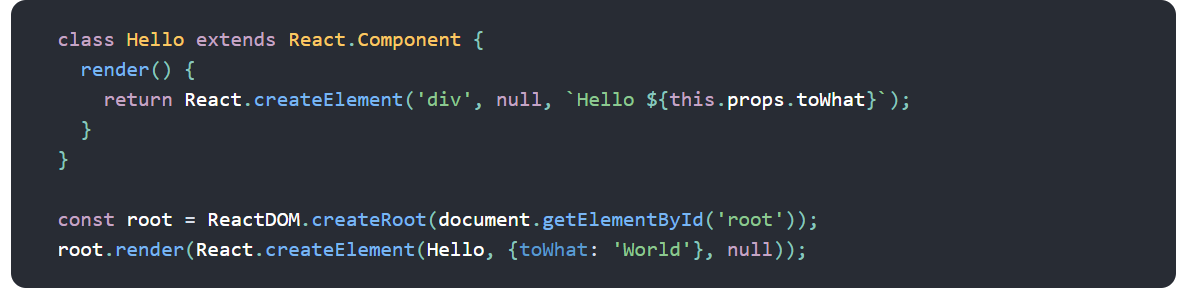 class Hello extends React.Component {
  render() {
    return React.createElement('div', null, `Hello ${this.props.toWhat}`);
  }
}

const root = ReactDOM.createRoot(document.getElementById('root'));
root.render(React.createElement(Hello, {toWhat: 'World'}, null));